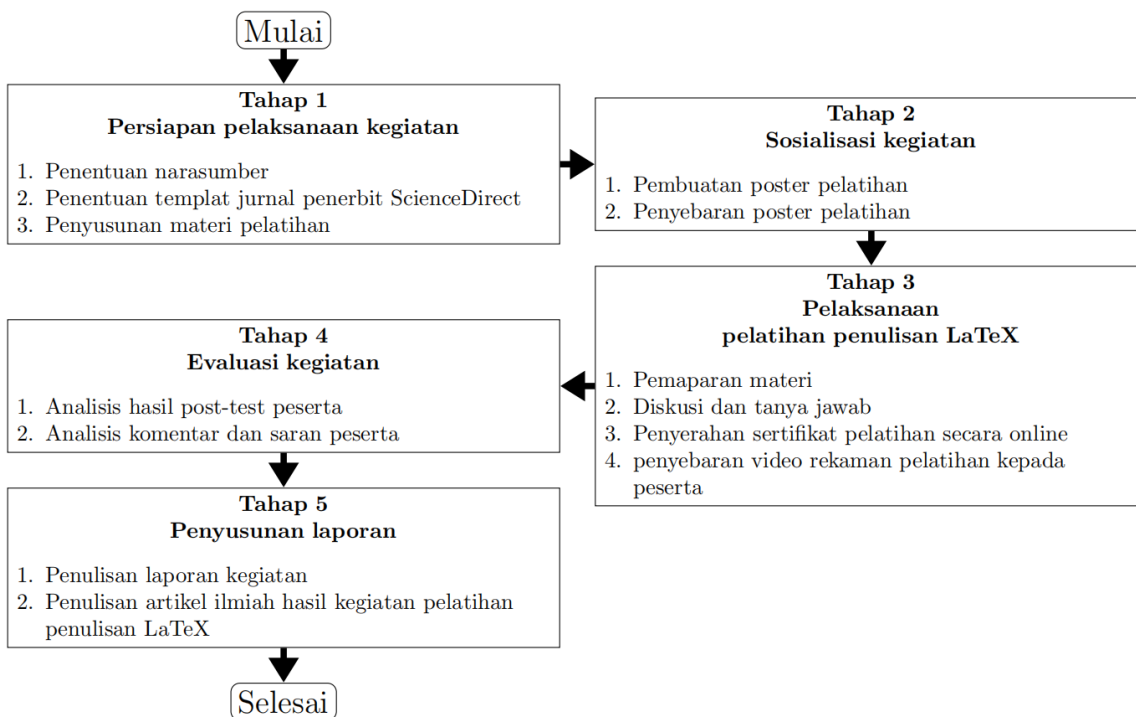 Mulai
Tahap 1
Persiapan pelaksanaan kegiatan
1. Penentuan narasumber
2. Penentuan templat jurnal penerbit ScienceDirect
3. Penyusunan materi pelatihan
Tahap 2
Sosialisasi kegiatan
1. Pembuatan poster pelatihan
2. Penyebaran poster pelatihan
Tahap 3
Pelaksanaan
pelatihan penulisan LaTeX
1. Pemaparan materi
2. Diskusi dan tanya jawab
3. Penyerahan sertifikat pelatihan secara online
4. penyebaran video rekaman pelatihan kepada
peserta
Tahap 4
Evaluasi kegiatan
1. Analisis hasil post-test peserta
2. Analisis komentar dan saran peserta
Tahap 5
Penyusunan laporan
1. Penulisan laporan kegiatan
2. Penulisan artikel ilmiah hasil kegiatan pelatihan
penulisan LaTeX
Selesai